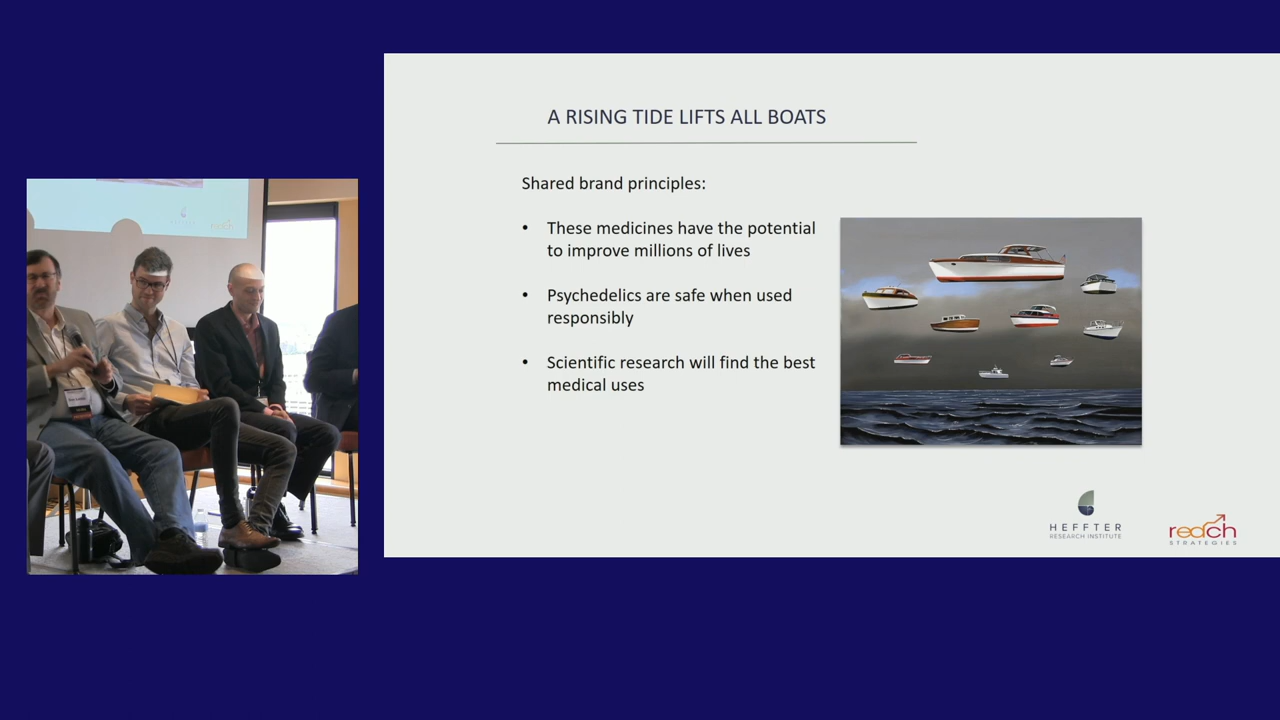 A RISING TIDE LIFTS ALL BOATS
Shared brand principles:
• These medicines have the potential
to improve millions of lives
• Psychedelics are safe when used
responsibly
• Scientific research will find the best
medical uses
HEFFTER
RESEARCH INSTITUTE
reach
STRATEGIES